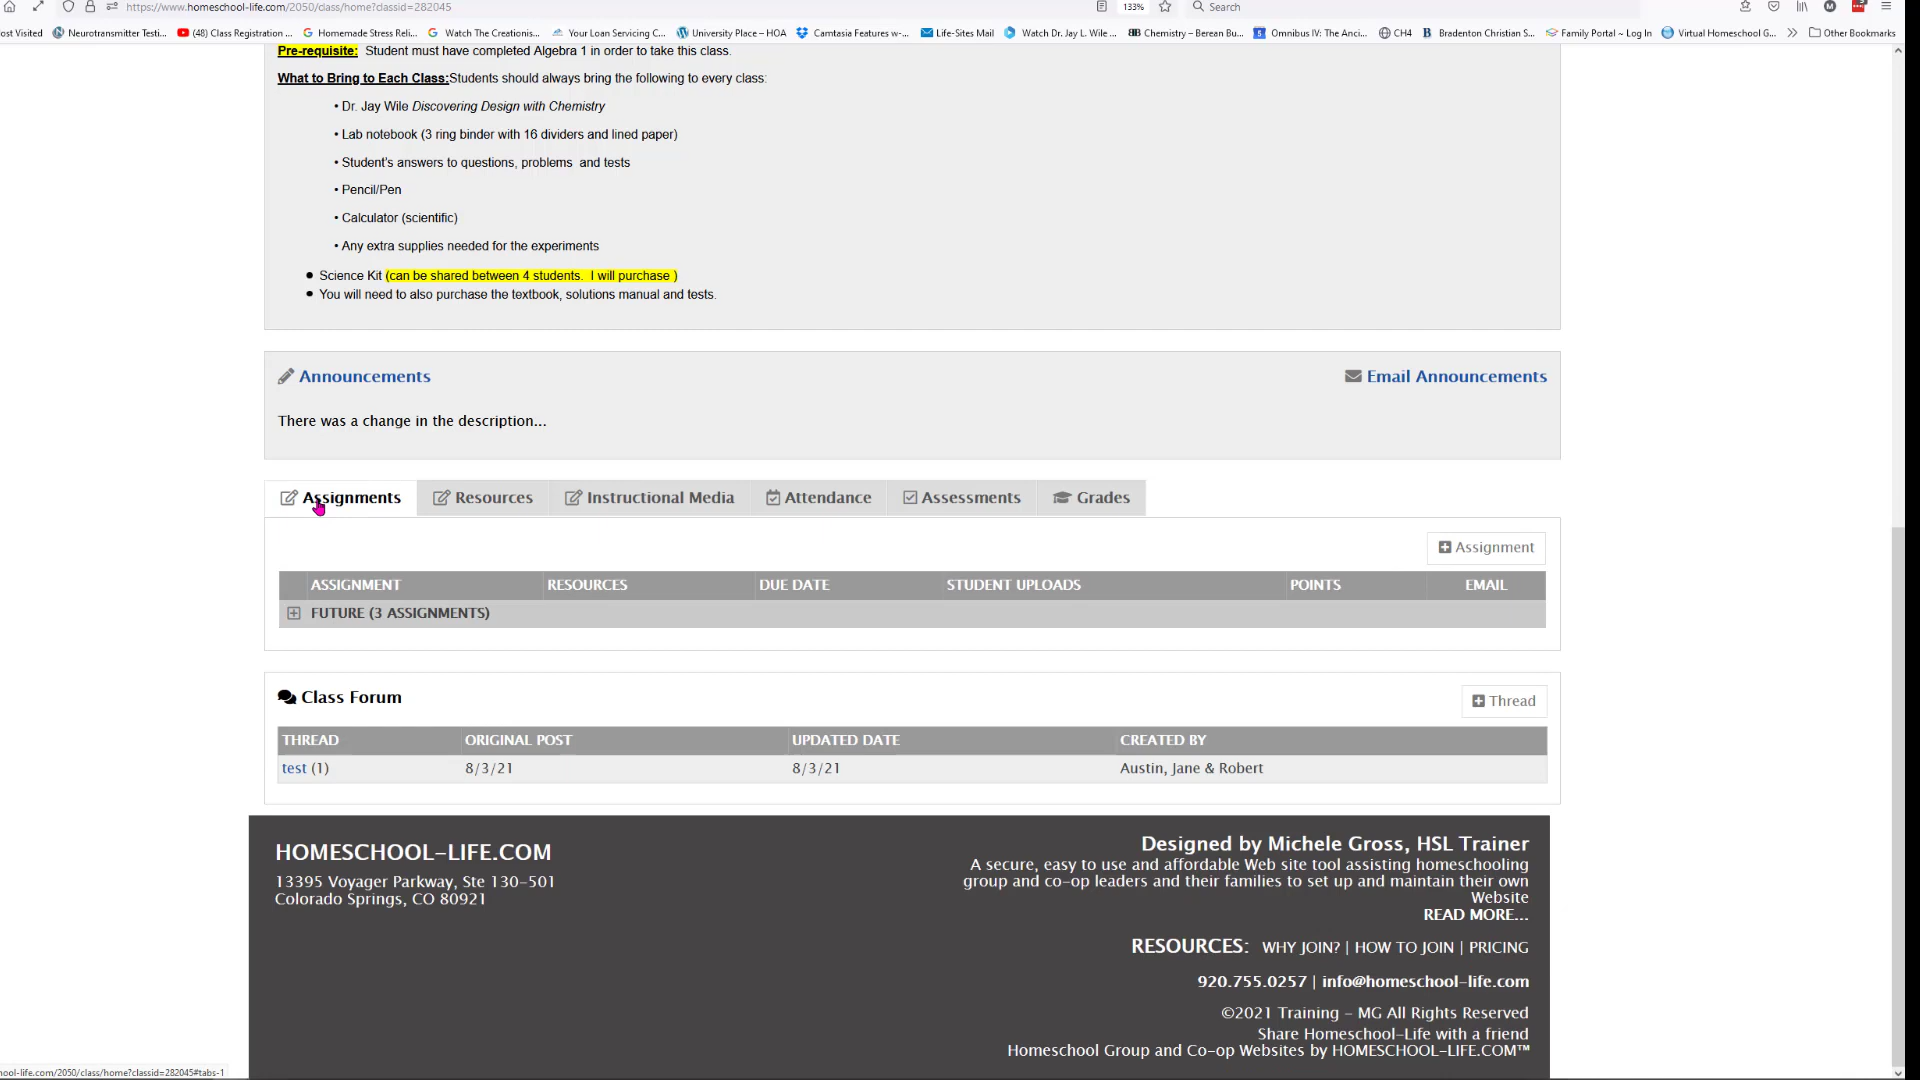 https://www.homeschool-life.com/2050/class/home?classid=282045
133%
Search
ost Visited
Neurotransmitter Testi...
(48) Class Registration ...
Homemade Stress Reli...
Watch The Creationis...
Your Loan Servicing C...
University Place – HOA
Camtasia Features w-...
Life-Sites Mail
Watch Dr. Jay L. Wile ...
Chemistry – Berean Bu...
Omnibus IV: The Anci...
CH4
Bradenton Christian S...
Family Portal ~ Log In
Virtual Homeschool G...
Other Bookmarks
Pre-requisite: Student must have completed Algebra 1 in order to take this class.
What to Bring to Each Class:Students should always bring the following to every class:
• Dr. Jay Wile Discovering Design with Chemistry
• Lab notebook (3 ring binder with 16 dividers and lined paper)
• Student's answers to questions, problems and tests
• Pencil/Pen
• Calculator (scientific)
• Any extra supplies needed for the experiments
• Science Kit (can be shared between 4 students. I will purchase )
• You will need to also purchase the textbook, solutions manual and tests.
Announcements
Email Announcements
There was a change in the description...
Assignments
Resources
Instructional Media
Attendance
Assessments
Grades
Assignment
ASSIGNMENT RESOURCES DUE DATE STUDENT UPLOADS POINTS EMAIL
FUTURE (3 ASSIGNMENTS)
Class Forum
Thread
THREAD ORIGINAL POST UPDATED DATE CREATED BY
test (1) 8/3/21 8/3/21 Austin, Jane & Robert
HOMESCHOOL-LIFE.COM
13395 Voyager Parkway, Ste 130-501
Colorado Springs, CO 80921
Designed by Michele Gross, HSL Trainer
A secure, easy to use and affordable Web site tool assisting homeschooling
group and co-op leaders and their families to set up and maintain their own
Website
READ MORE...
RESOURCES: WHY JOIN? | HOW TO JOIN | PRICING
920.755.0257 | info@homeschool-life.com
©2021 Training - MG All Rights Reserved
Share Homeschool-Life with a friend
Homeschool Group and Co-op Websites by HOMESCHOOL-LIFE.COM™
ool-life.com/2050/class/home?classid=282045#tabs-1